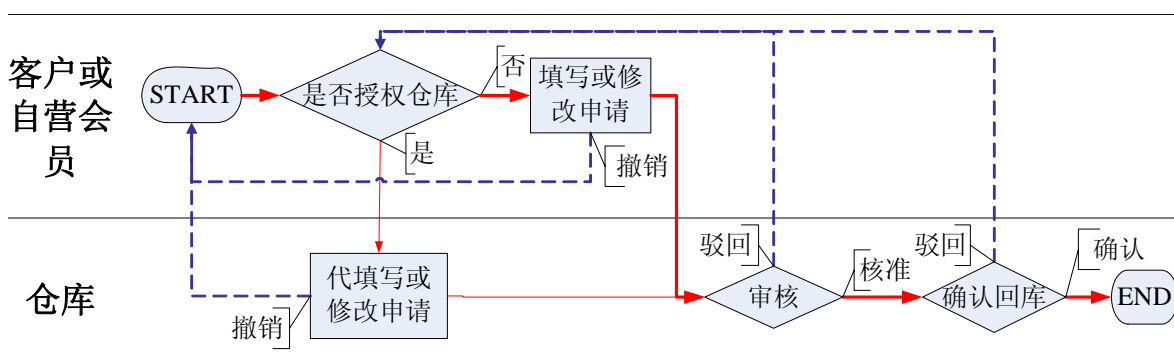 客户或
自营会
员
START
是否授权仓库
否
填写或修
改申请
是
撤销
仓库
代填写或
修改申请
撤销
驳回
审核
核准
驳回
确认回库
确认
END